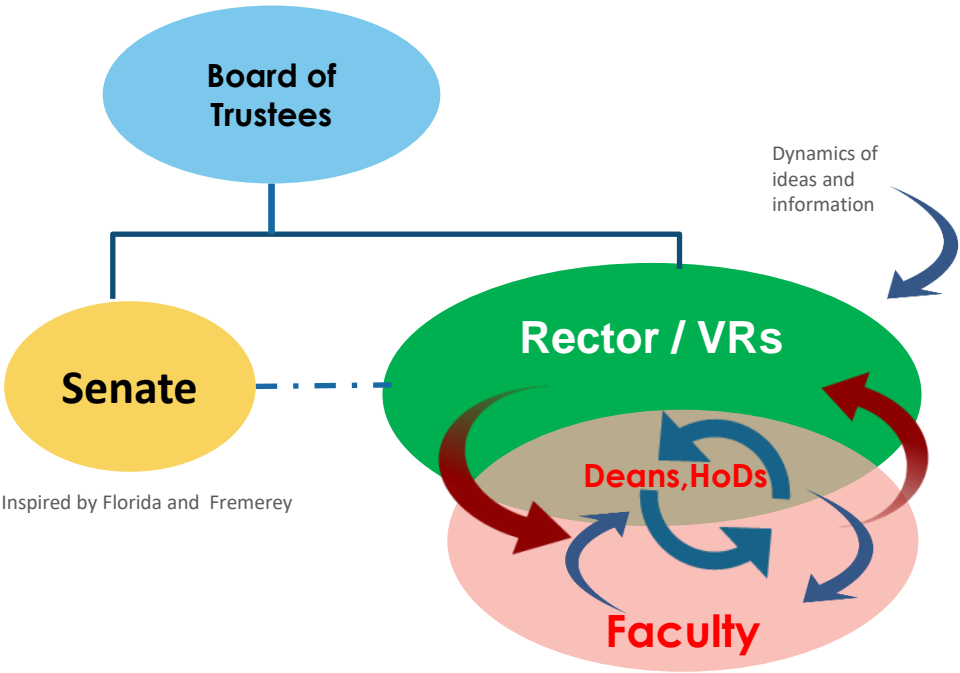 Board of
Trustees
Dynamics of
ideas and
information
Rector / VRs
Senate
Deans,HoDs
Inspired by Florida and  Fremerey
Faculty